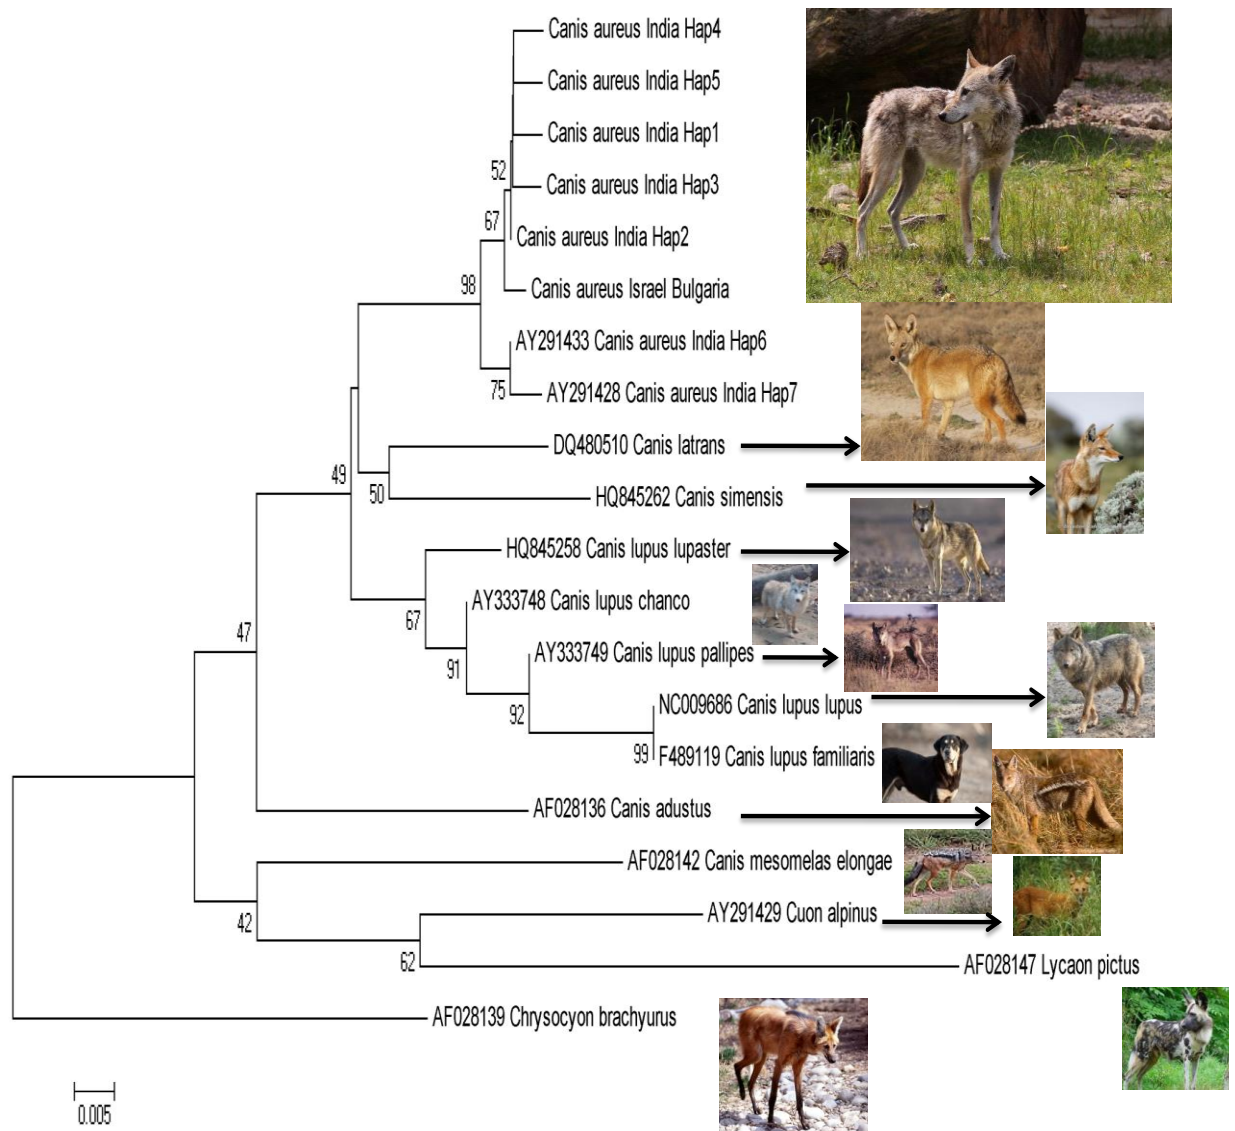 Canis aureus India Hap4
Canis aureus India Hap5
Canis aureus India Hap1
52
Canis aureus India Hap3
67
Canis aureus India Hap2
98
Canis aureus Israel Bulgaria
AY291433 Canis aureus India Hap6
75
AY291428 Canis aureus India Hap7
DQ480510 Canis latrans
49
50
HQ845262 Canis simensis
HQ845258 Canis lupus lupaster
AY333748 Canis lupus chanco
67
47
AY333749 Canis lupus pallipes
91
NC009686 Canis lupus lupus
92
99
F489119 Canis lupus familiaris
AF028136 Canis adustus
AF028142 Canis mesomelas elongae
42
AY291429 Cuon alpinus
62
AF028147 Lycaon pictus
AF028139 Chrysocyon brachyurus
0.005